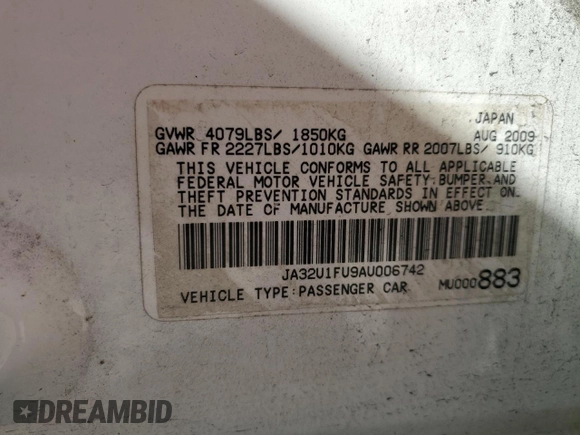 JAPAN
GVWR 4079LBS/ 1850KG AUG 2009
GAWR FR 2227LBS/1010KG GAWR RR 2007LBS/ 910KG
THIS VEHICLE CONFORMS TO ALL APPLICABLE
FEDERAL MOTOR VEHICLE SAFETY, BUMPER, AND
THEFT PREVENTION STANDARDS IN EFFECT ON
THE DATE OF MANUFACTURE SHOWN ABOVE.
JA32U1FU9AU006742
VEHICLE TYPE:PASSENGER CAR MU000883
DREAMBID